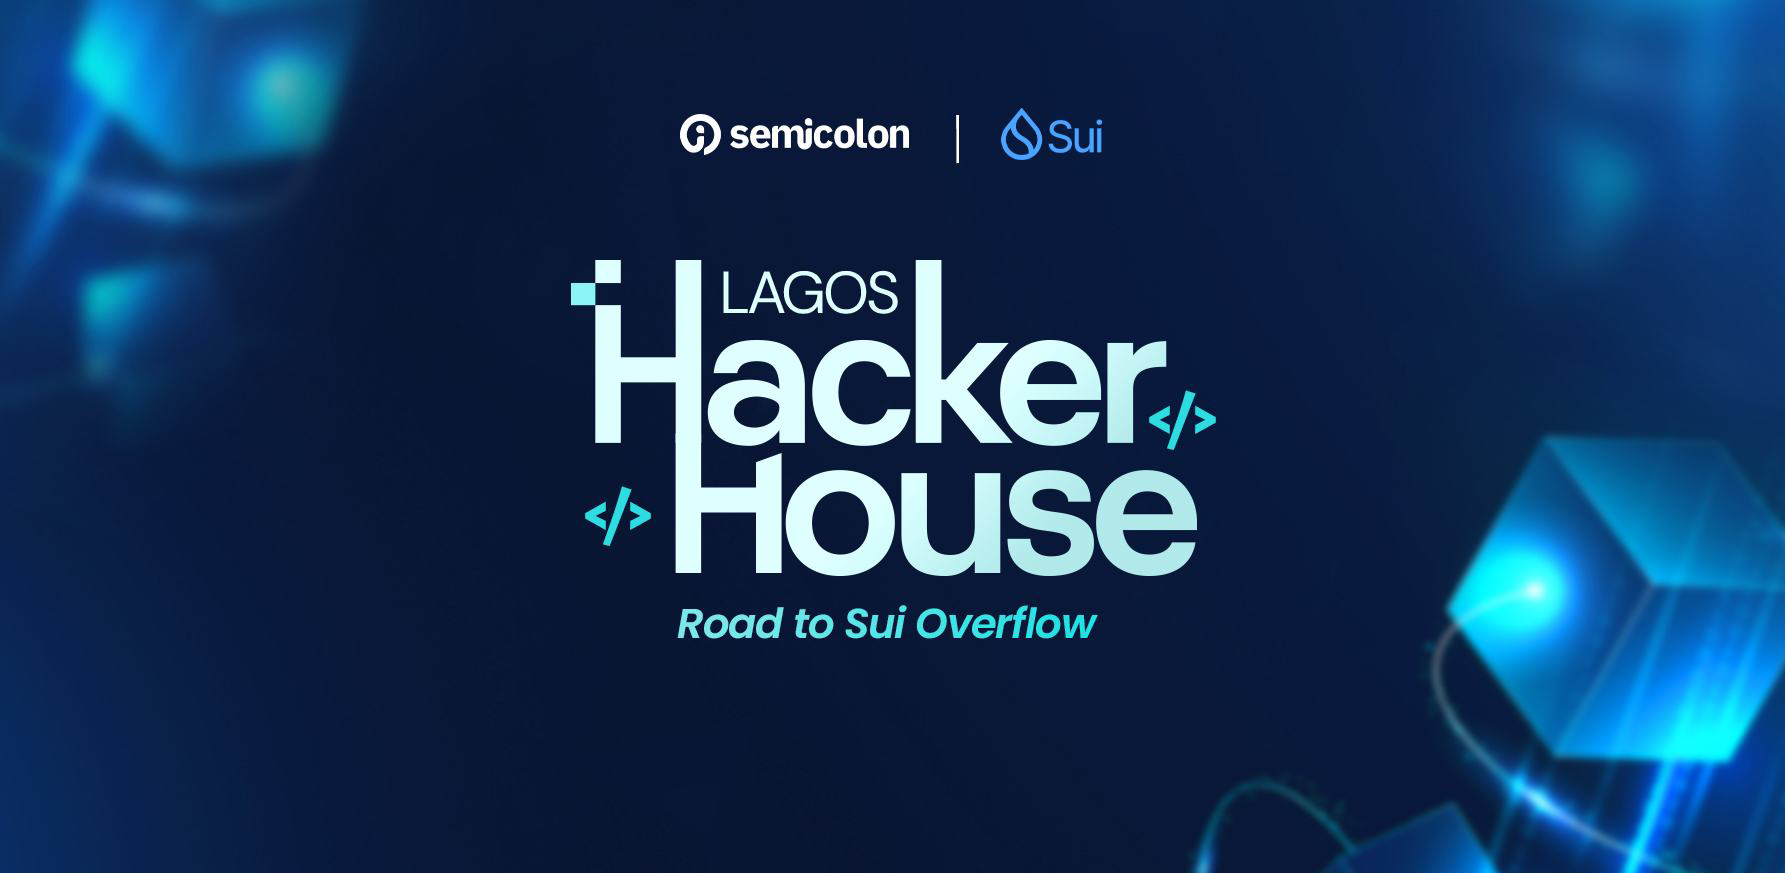 semicolon | Sui
LAGOS
Hacker
</>
</> House
Road to Sui Overflow